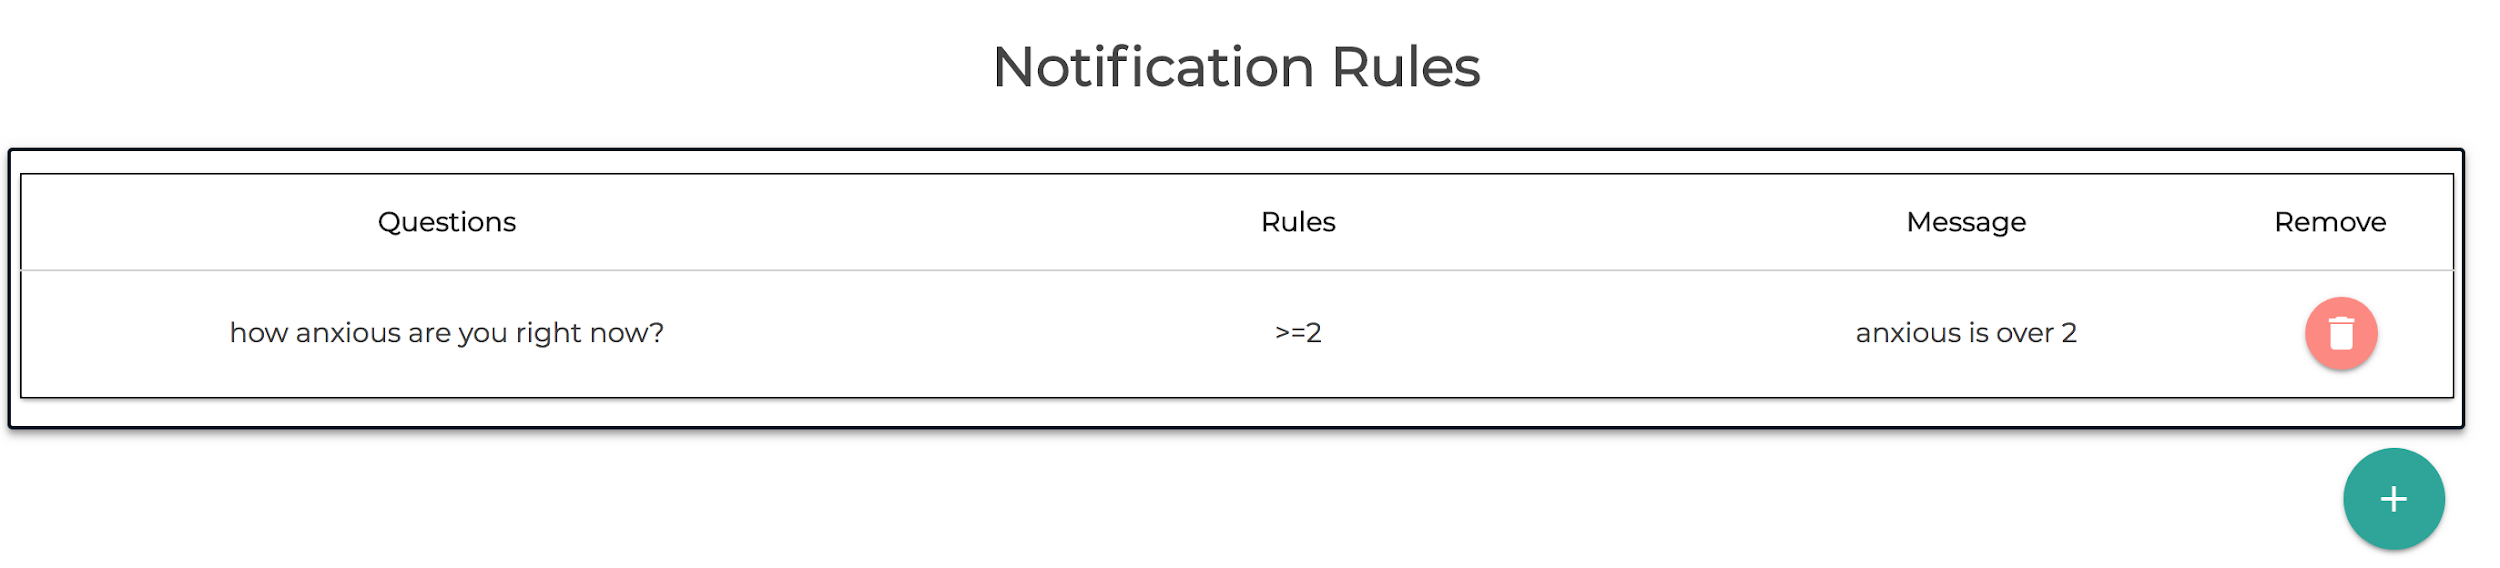 Notification Rules
Questions Rules Message Remove
how anxious are you right now? >=2 anxious is over 2
+